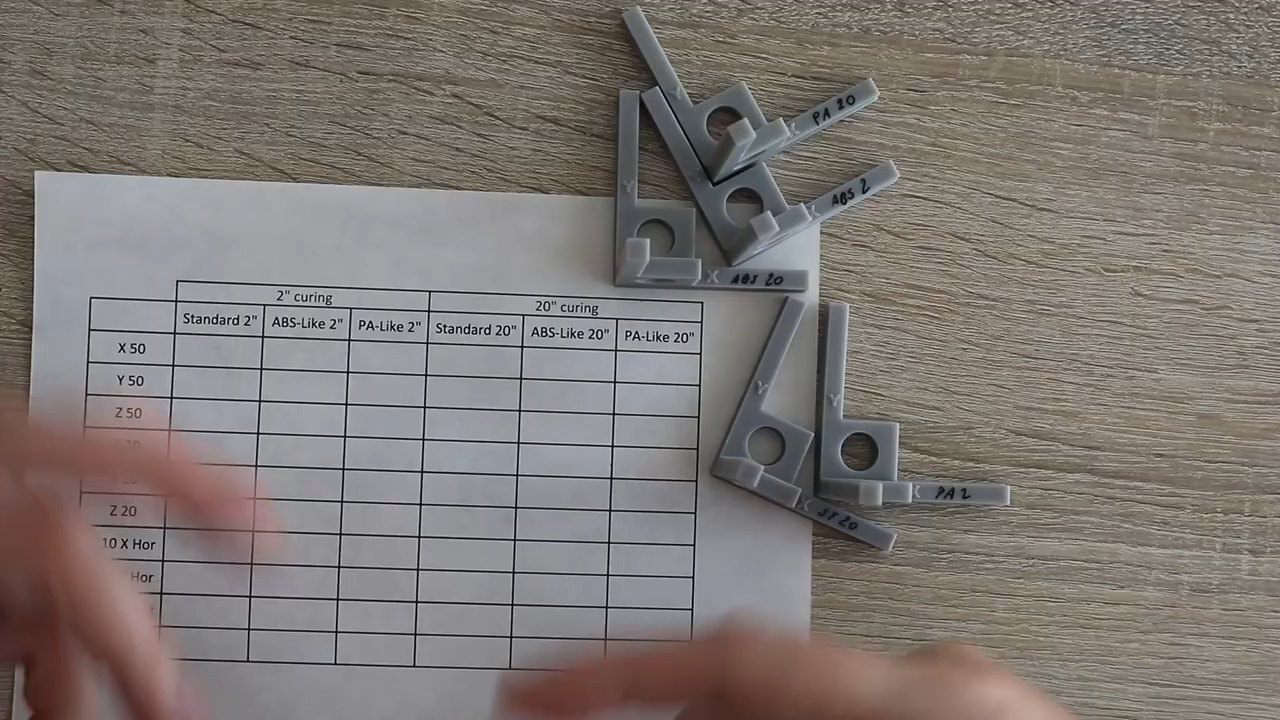 PA 20
Y
X
ABS 2
X
Y
X ABS 20
2" curing
20" curing
Standard 2" ABS-Like 2" PA-Like 2" Standard 20" ABS-Like 20" PA-Like 20"
X 50
Y 50
Z 50
Z 20
10 X Hor
Hor
Y
X ST 20
Y
X PA 2